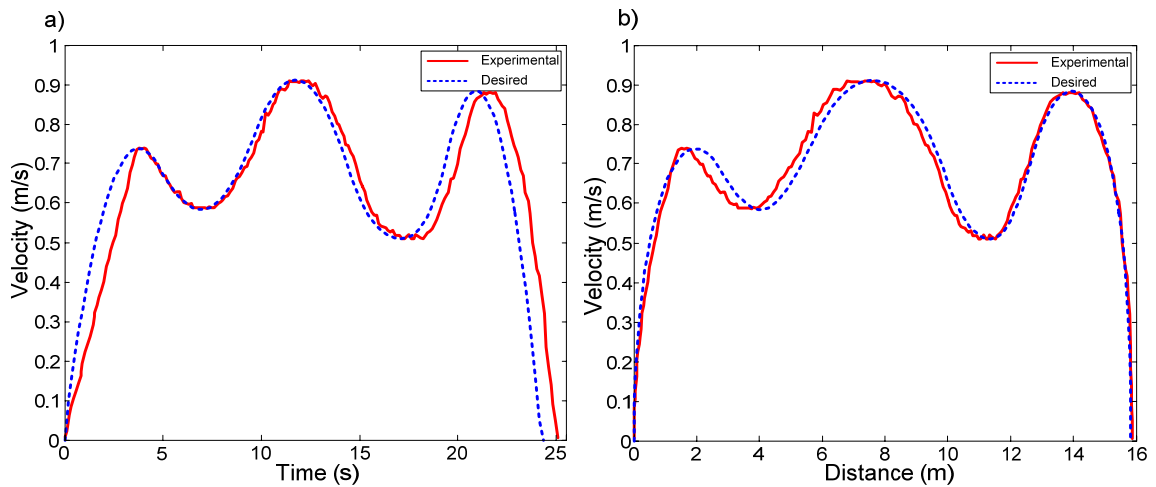 a)
1
0.9
0.8
0.7
0.6
0.5
0.4
0.3
0.2
0.1
0
Velocity (m/s)
Experimental
Desired
0 5 10 15 20 25
Time (s)
b)
1
0.9
0.8
0.7
0.6
0.5
0.4
0.3
0.2
0.1
0
Velocity (m/s)
Experimental
Desired
0 2 4 6 8 10 12 14 16
Distance (m)